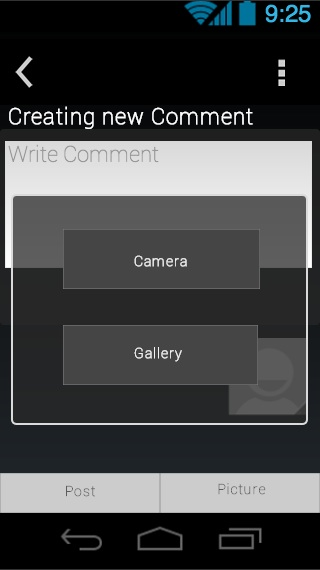 9:25
Creating new Comment
Write Comment
Camera
Gallery
Post
Picture